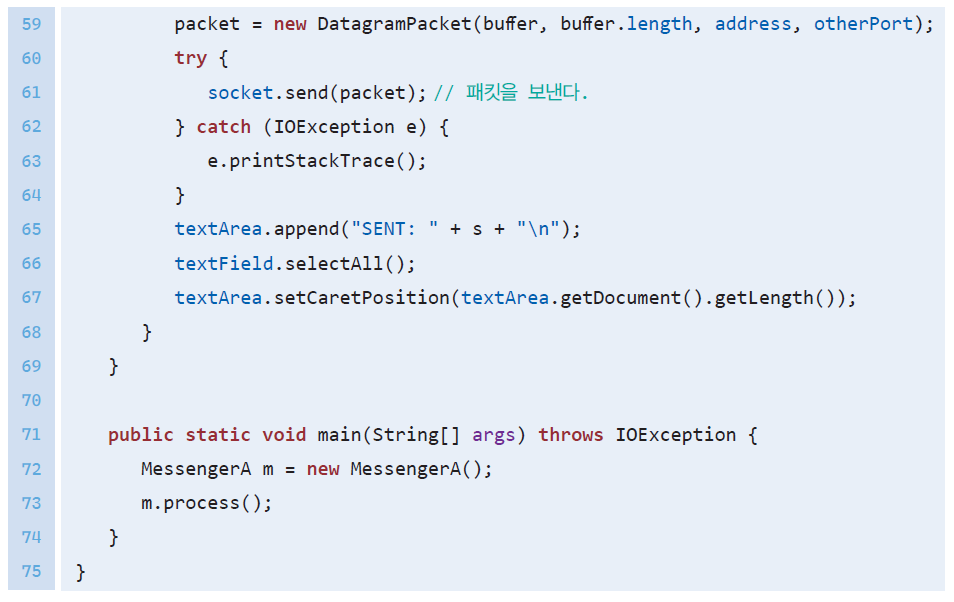 59 packet = new DatagramPacket(buffer, buffer.length, address, otherPort);
60 try {
61 socket.send(packet); // 패킷을 보낸다.
62 } catch (IOException e) {
63 e.printStackTrace();
64 }
65 textArea.append("SENT: " + s + "\n");
66 textField.selectAll();
67 textArea.setCaretPosition(textArea.getDocument().getLength());
68 }
69 }
70
71 public static void main(String[] args) throws IOException {
72 MessengerA m = new MessengerA();
73 m.process();
74 }
75 }